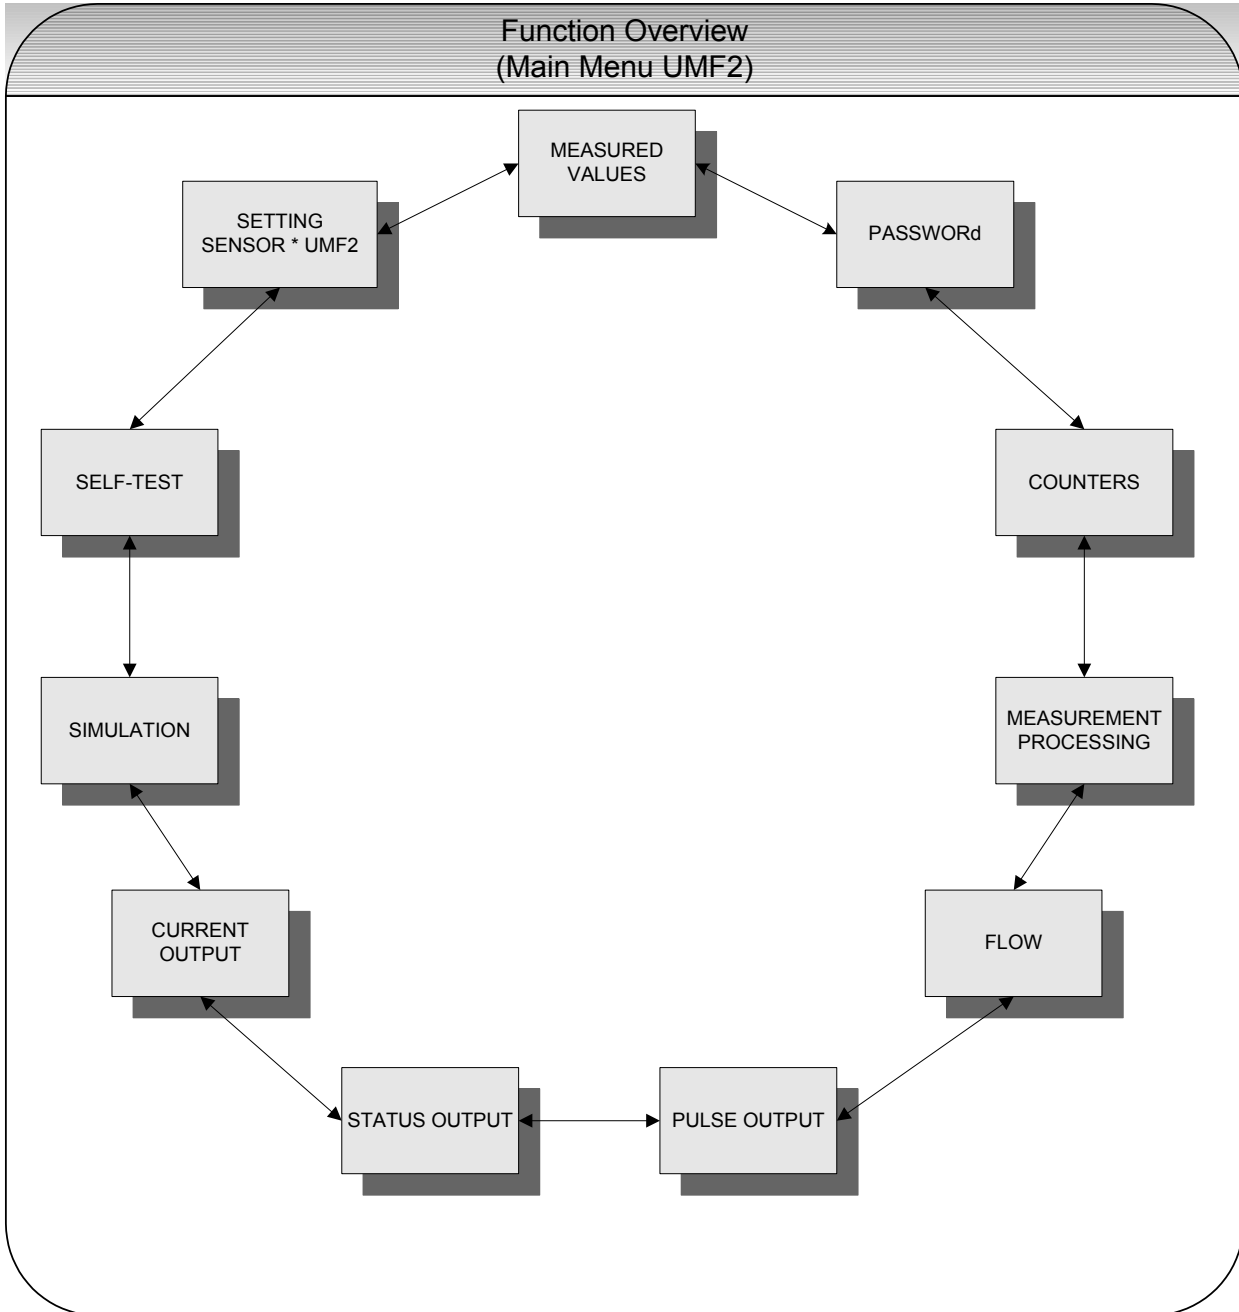 Function Overview
(Main Menu UMF2)
MEASURED
VALUES
SETTING
SENSOR * UMF2
PASSWORd
SELF-TEST
COUNTERS
SIMULATION
MEASUREMENT
PROCESSING
CURRENT
OUTPUT
FLOW
STATUS OUTPUT
PULSE OUTPUT